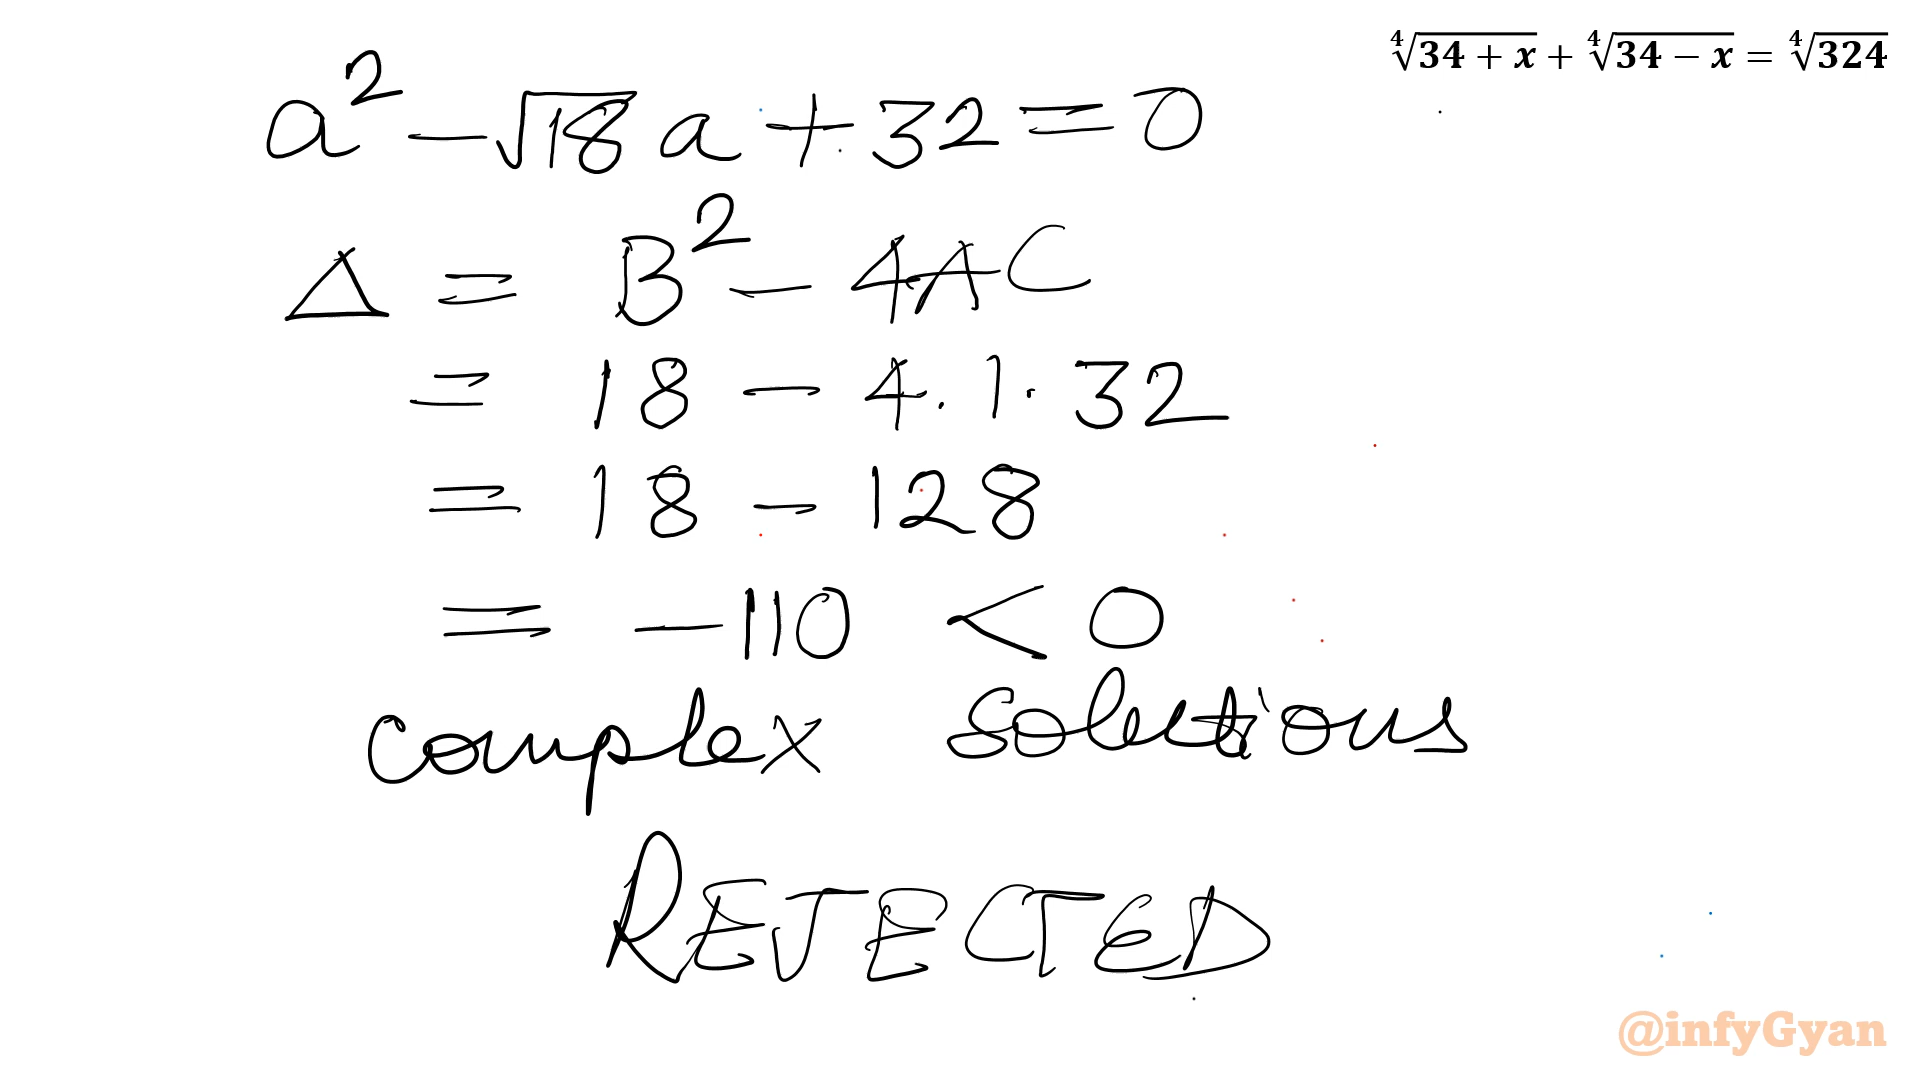 ⁴√34 + x + ⁴√34 − x = ⁴√324
a² − √18 a + 32 = 0
Δ = B² − 4AC
= 18 − 4 . 1 . 32
= 18 − 128
= −110 < 0
complex solutions
REJECTED
@infyGyan